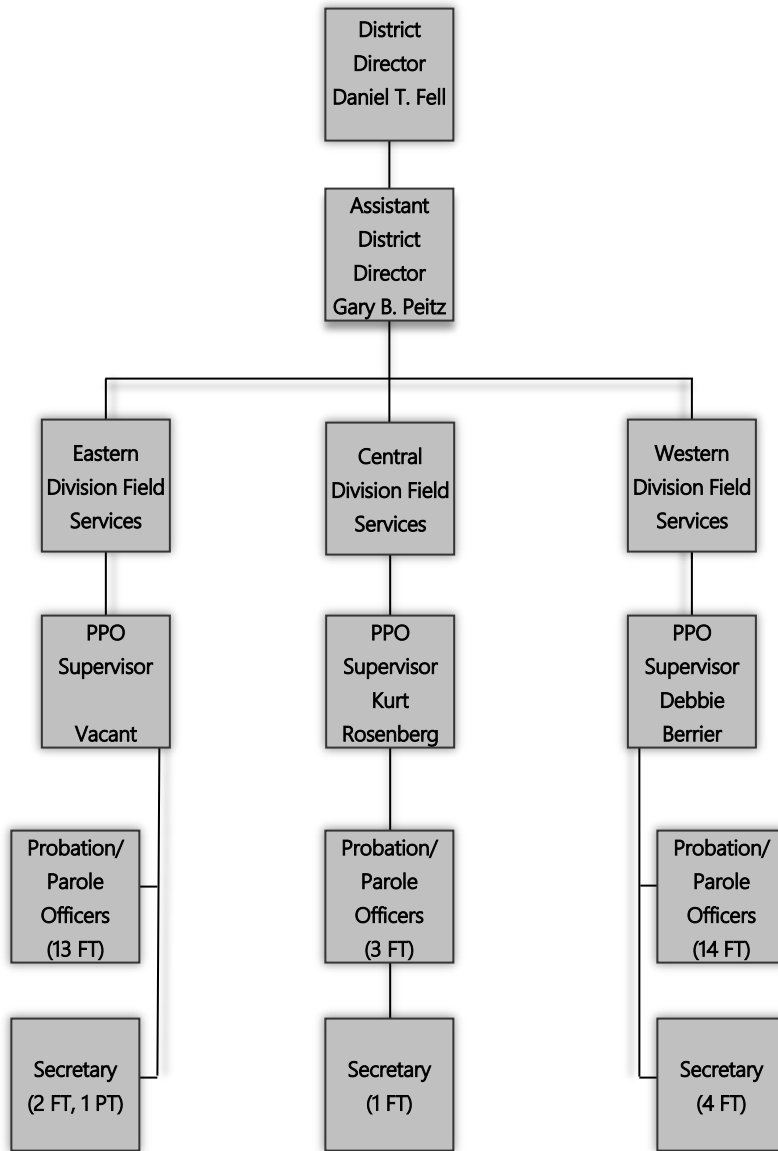 District
Director
Daniel T. Fell
Assistant
District
Director
Gary B. Peitz
Eastern
Division Field
Services
Central
Division Field
Services
Western
Division Field
Services
PPO
Supervisor
Vacant
PPO
Supervisor
Kurt
Rosenberg
PPO
Supervisor
Debbie
Berrier
Probation/
Parole
Officers
(13 FT)
Probation/
Parole
Officers
(3 FT)
Probation/
Parole
Officers
(14 FT)
Secretary
(2 FT, 1 PT)
Secretary
(1 FT)
Secretary
(4 FT)